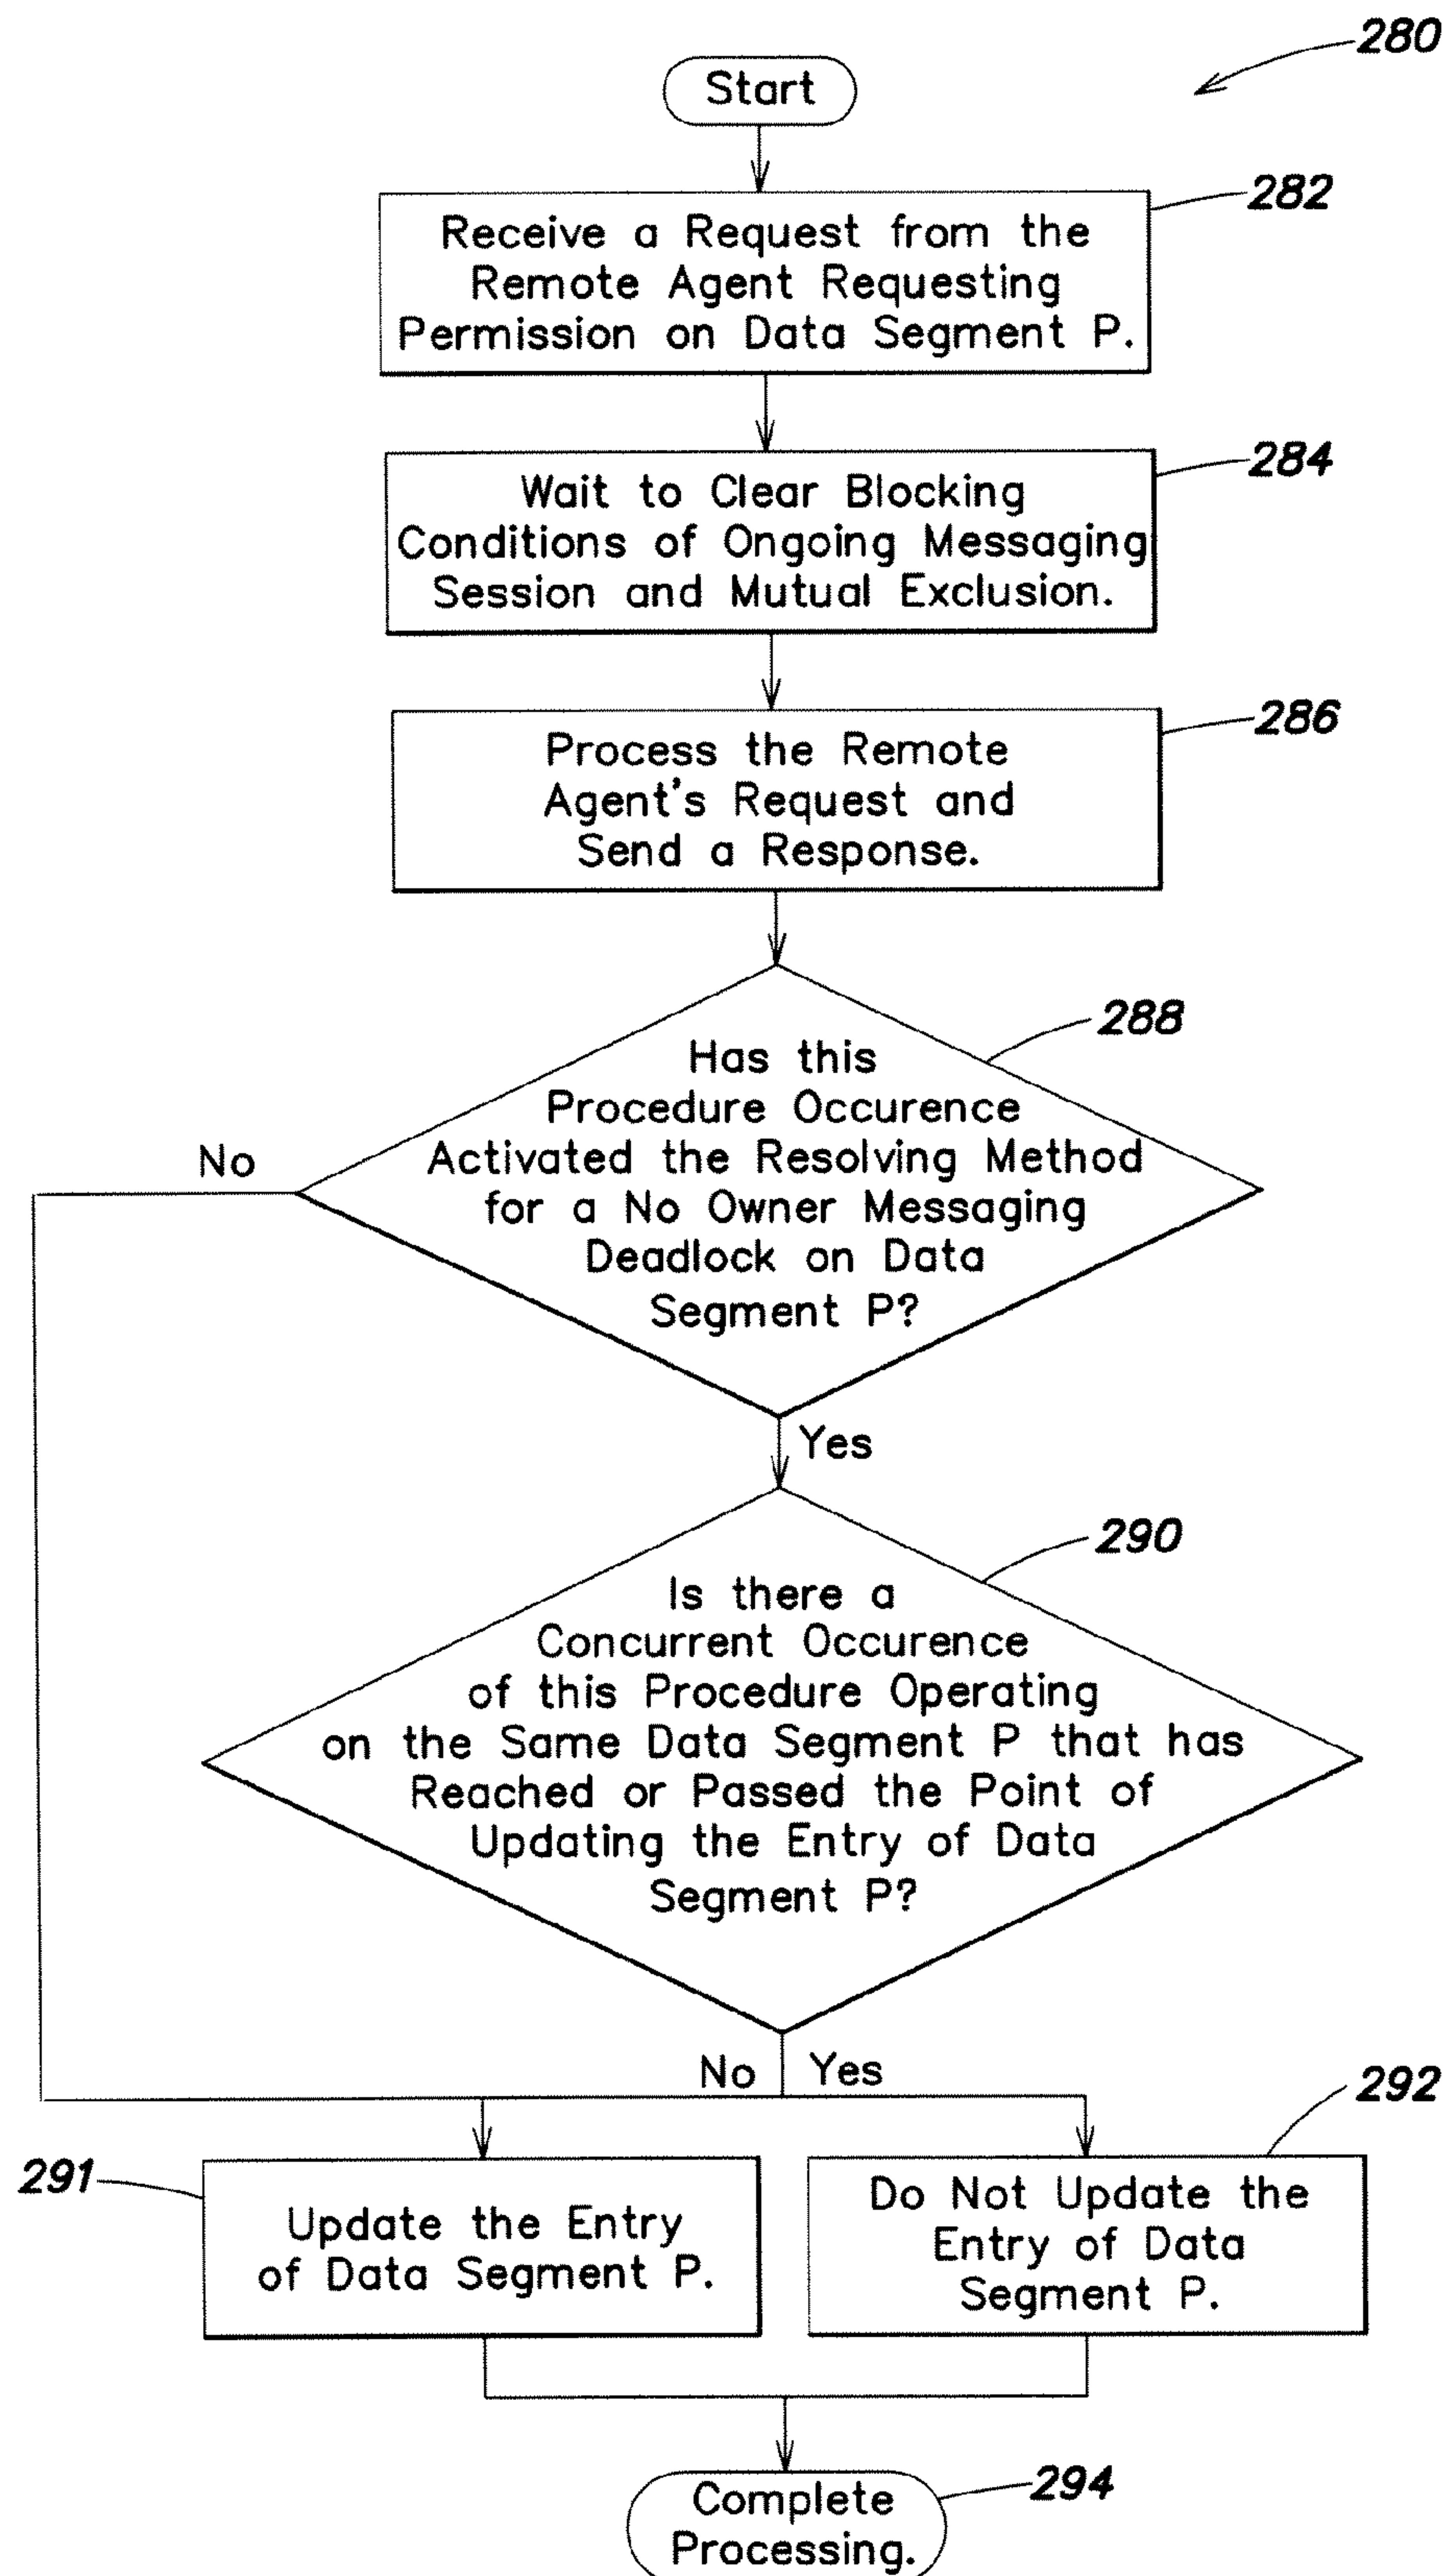 280
Start
282
Receive a Request from the
Remote Agent Requesting
Permission on Data Segment P.
284
Wait to Clear Blocking
Conditions of Ongoing Messaging
Session and Mutual Exclusion.
286
Process the Remote
Agent's Request and
Send a Response.
288
Has this
Procedure Occurence
Activated the Resolving Method
for a No Owner Messaging
Deadlock on Data
Segment P?
No
Yes
290
Is there a
Concurrent Occurence
of this Procedure Operating
on the Same Data Segment P that has
Reached or Passed the Point of
Updating the Entry of Data
Segment P?
No
Yes
291
Update the Entry
of Data Segment P.
292
Do Not Update the
Entry of Data
Segment P.
294
Complete
Processing.